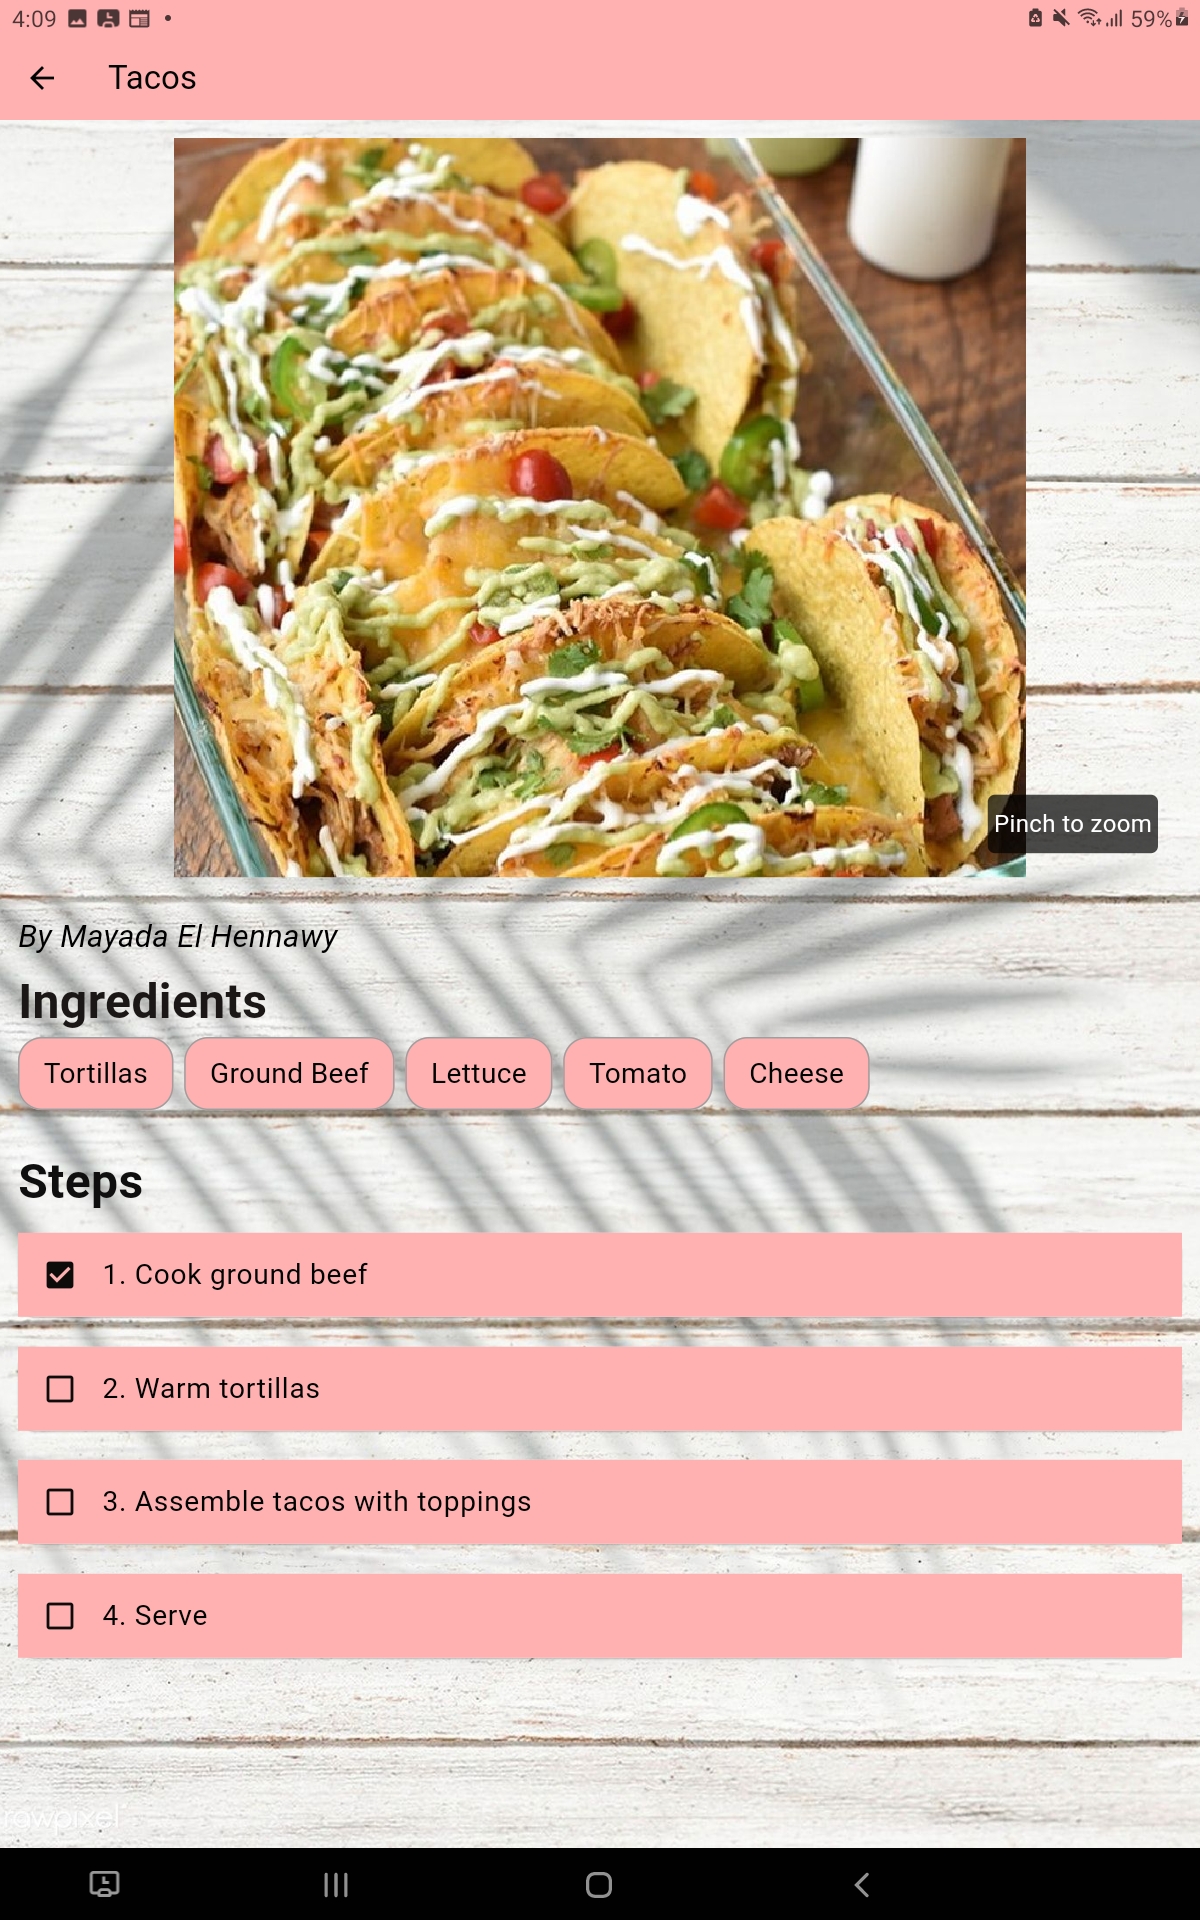 4:09
59%
Tacos
Pinch to zoom
By Mayada El Hennawy
Ingredients
Tortillas Ground Beef Lettuce Tomato Cheese
Steps
1. Cook ground beef
2. Warm tortillas
3. Assemble tacos with toppings
4. Serve
rawpixel